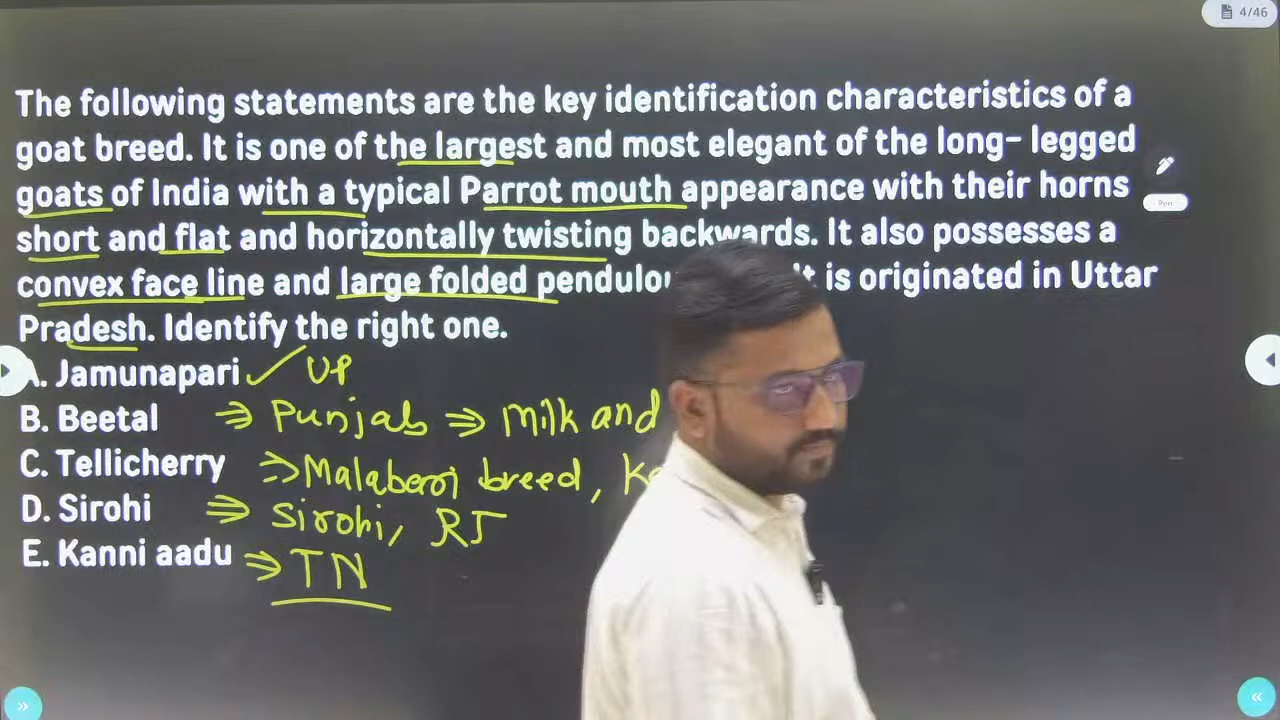 4/46
The following statements are the key identification characteristics of a
goat breed. It is one of the largest and most elegant of the long- legged
goats of India with a typical Parrot mouth appearance with their horns
Pen
short and flat and horizontally twisting backwards. It also possesses a
convex face line and large folded It is originated in Uttar
Pradesh. Identify the right one.
A. Jamunapari ✓ UP
B. Beetal ⇒ Punjab ⇒ Milk and
C. Tellicherry ⇒ Malabari breed,
D. Sirohi ⇒ Sirohi, RJ
E. Kanni aadu ⇒ TN
» «